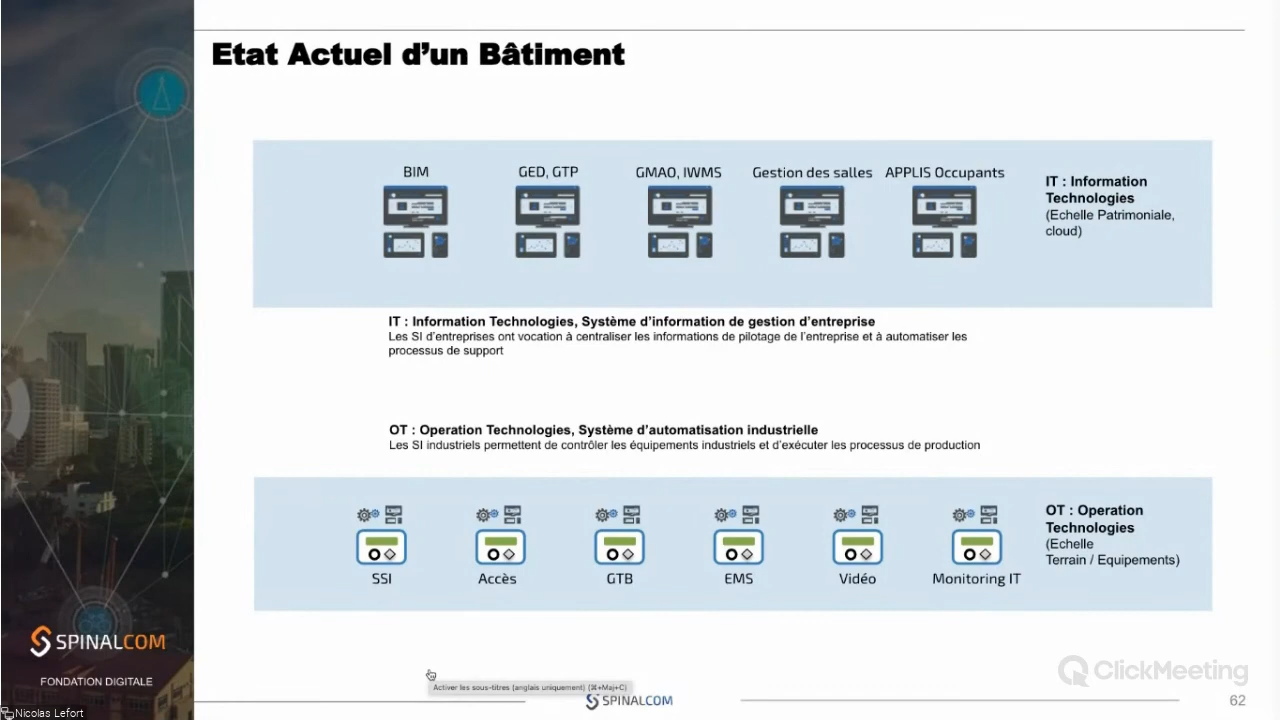 Etat Actuel d’un Bâtiment
BIM
GED, GTP
GMAO, IWMS
Gestion des salles
APPLIS Occupants
IT : Information
Technologies
(Echelle Patrimoniale,
cloud)
IT : Information Technologies, Système d’information de gestion d’entreprise
Les SI d’entreprises ont vocation à centraliser les informations de pilotage de l’entreprise et à automatiser les
processus de support
OT : Operation Technologies, Système d’automatisation industrielle
Les SI industriels permettent de contrôler les équipements industriels et d’exécuter les processus de production
SSI
Accès
GTB
EMS
Vidéo
Monitoring IT
OT : Operation
Technologies
(Echelle
Terrain / Equipements)
SPINALCOM
FONDATION DIGITALE
Activer les sous-titres (anglais uniquement) (⌘+Maj+C)
SPINALCOM
ClickMeeting
62
Nicolas Lefort